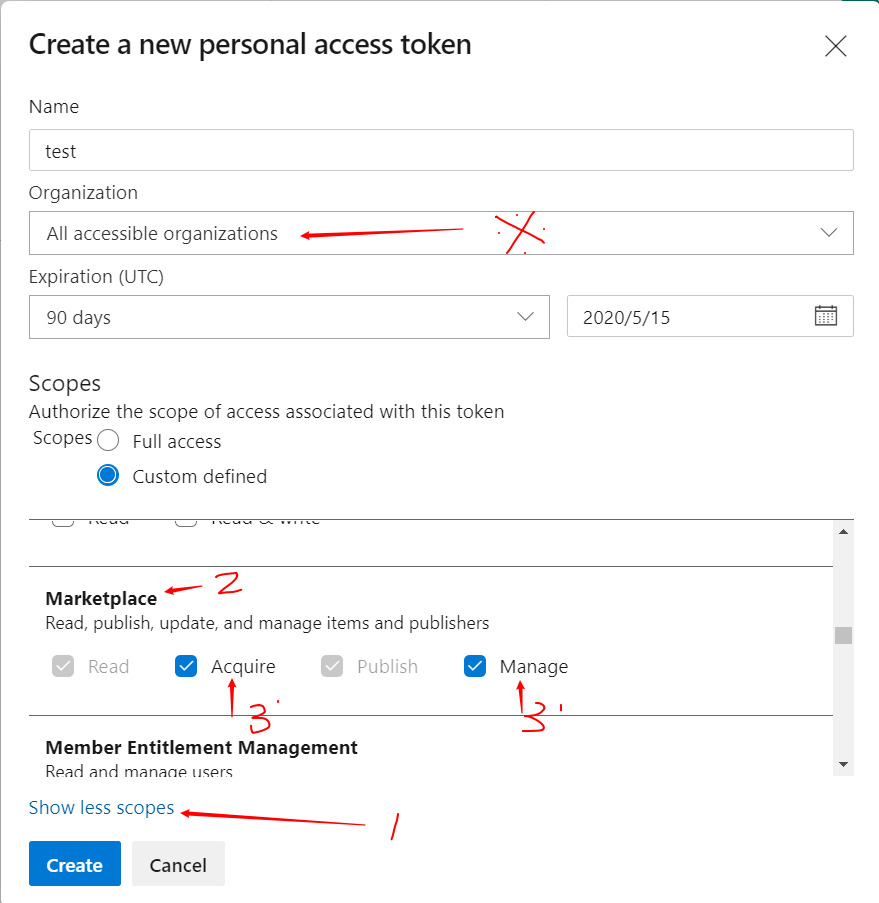 Create a new personal access token
Name
test
Organization
All accessible organizations
※
Expiration (UTC)
90 days
2020/5/15
Scopes
Authorize the scope of access associated with this token
Scopes
Full access
Custom defined
Read Read & write
2
Marketplace
Read, publish, update, and manage items and publishers
Read Acquire Publish Manage
3 3
Member Entitlement Management
Read and manage users
Show less scopes
1
Create Cancel